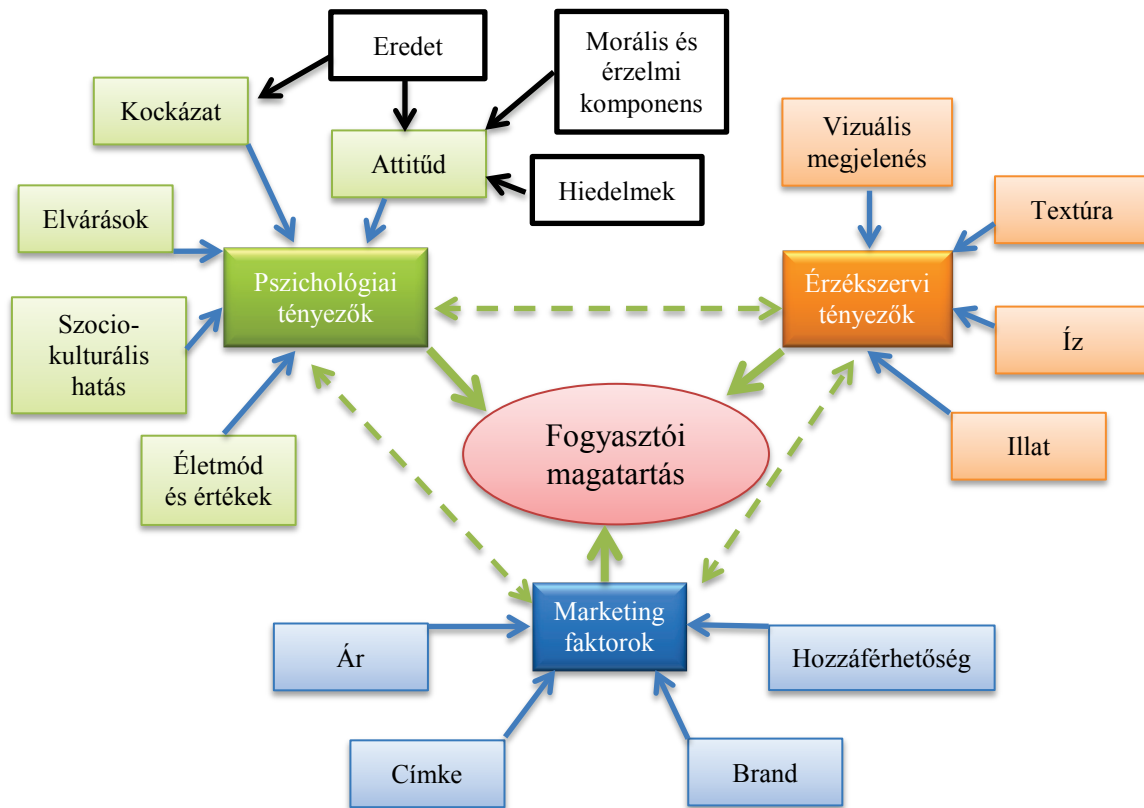 Eredet
Morális és
érzelmi
komponens
Kockázat
Attitűd
Hiedelmek
Vizuális
megjelenés
Elvárások
Textúra
Pszichológiai
tényezők
Érzékszervi
tényezők
Szocio-
kulturális
hatás
Íz
Életmód
és értékek
Fogyasztói
magatartás
Illat
Marketing
faktorok
Ár
Hozzáférhetőség
Címke
Brand